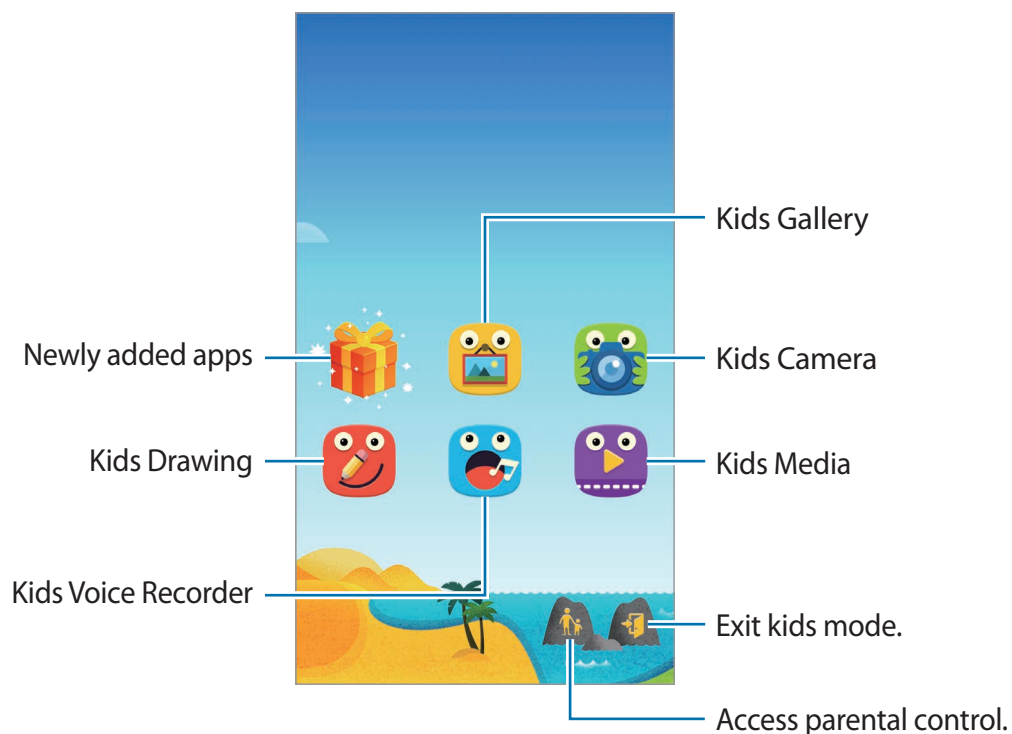 Kids Gallery
Newly added apps
Kids Camera
Kids Drawing
Kids Media
Kids Voice Recorder
Exit kids mode.
Access parental control.